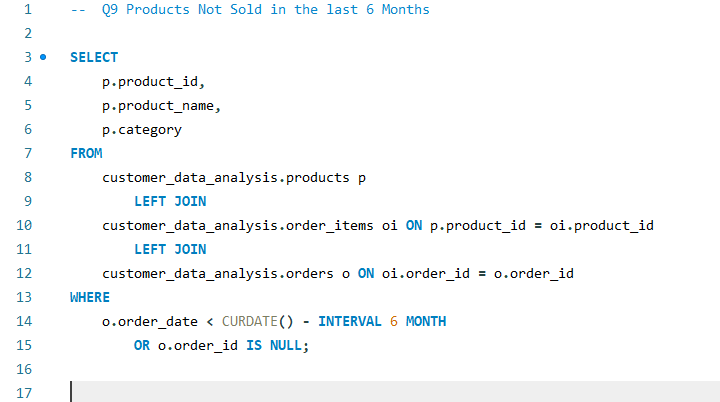 1 -- Q9 Products Not Sold in the last 6 Months
2
3 SELECT
4 p.product_id,
5 p.product_name,
6 p.category
7 FROM
8 customer_data_analysis.products p
9 LEFT JOIN
10 customer_data_analysis.order_items oi ON p.product_id = oi.product_id
11 LEFT JOIN
12 customer_data_analysis.orders o ON oi.order_id = o.order_id
13 WHERE
14 o.order_date < CURDATE() - INTERVAL 6 MONTH
15 OR o.order_id IS NULL;
16
17